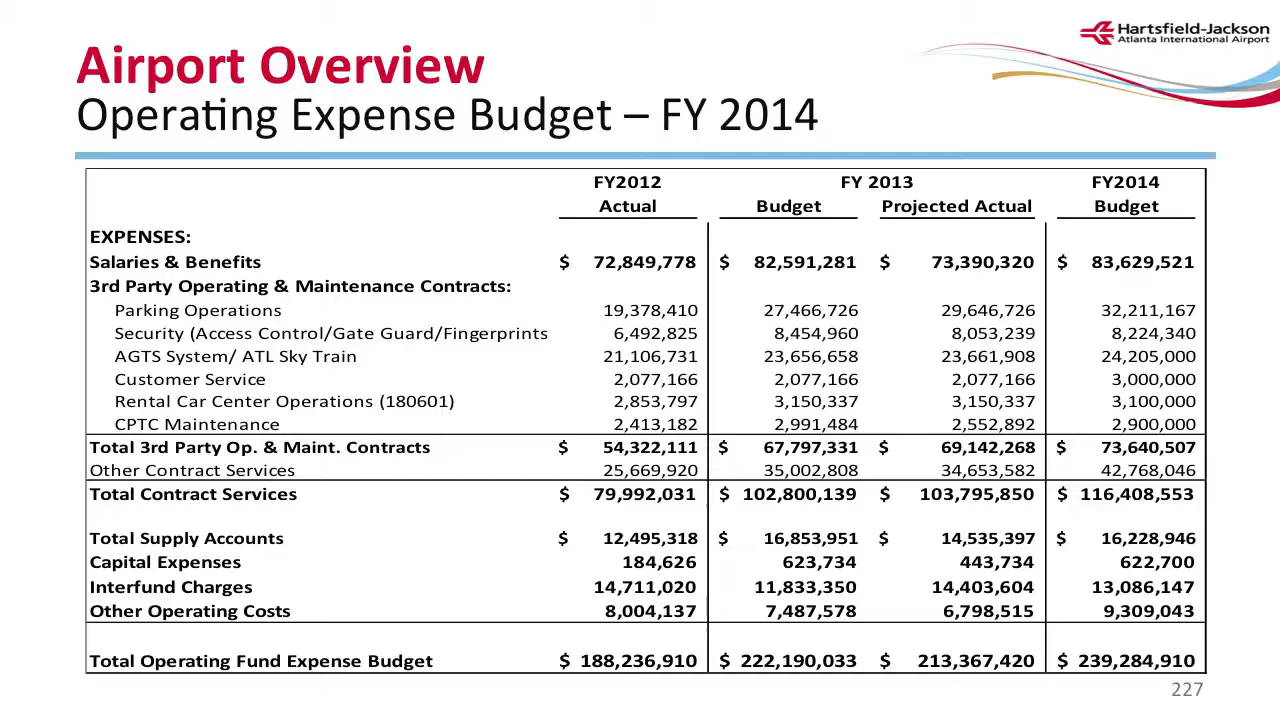 Hartsfield-Jackson
Atlanta International Airport
Airport Overview
Operating Expense Budget – FY 2014
FY2012 FY 2013 FY2014
Actual Budget Projected Actual Budget
EXPENSES:
Salaries & Benefits $ 72,849,778 $ 82,591,281 $ 73,390,320 $ 83,629,521
3rd Party Operating & Maintenance Contracts:
Parking Operations 19,378,410 27,466,726 29,646,726 32,211,167
Security (Access Control/Gate Guard/Fingerprints 6,492,825 8,454,960 8,053,239 8,224,340
AGTS System/ ATL Sky Train 21,106,731 23,656,658 23,661,908 24,205,000
Customer Service 2,077,166 2,077,166 2,077,166 3,000,000
Rental Car Center Operations (180601) 2,853,797 3,150,337 3,150,337 3,100,000
CPTC Maintenance 2,413,182 2,991,484 2,552,892 2,900,000
Total 3rd Party Op. & Maint. Contracts $ 54,322,111 $ 67,797,331 $ 69,142,268 $ 73,640,507
Other Contract Services 25,669,920 35,002,808 34,653,582 42,768,046
Total Contract Services $ 79,992,031 $ 102,800,139 $ 103,795,850 $ 116,408,553
Total Supply Accounts $ 12,495,318 $ 16,853,951 $ 14,535,397 $ 16,228,946
Capital Expenses 184,626 623,734 443,734 622,700
Interfund Charges 14,711,020 11,833,350 14,403,604 13,086,147
Other Operating Costs 8,004,137 7,487,578 6,798,515 9,309,043
Total Operating Fund Expense Budget $ 188,236,910 $ 222,190,033 $ 213,367,420 $ 239,284,910
227